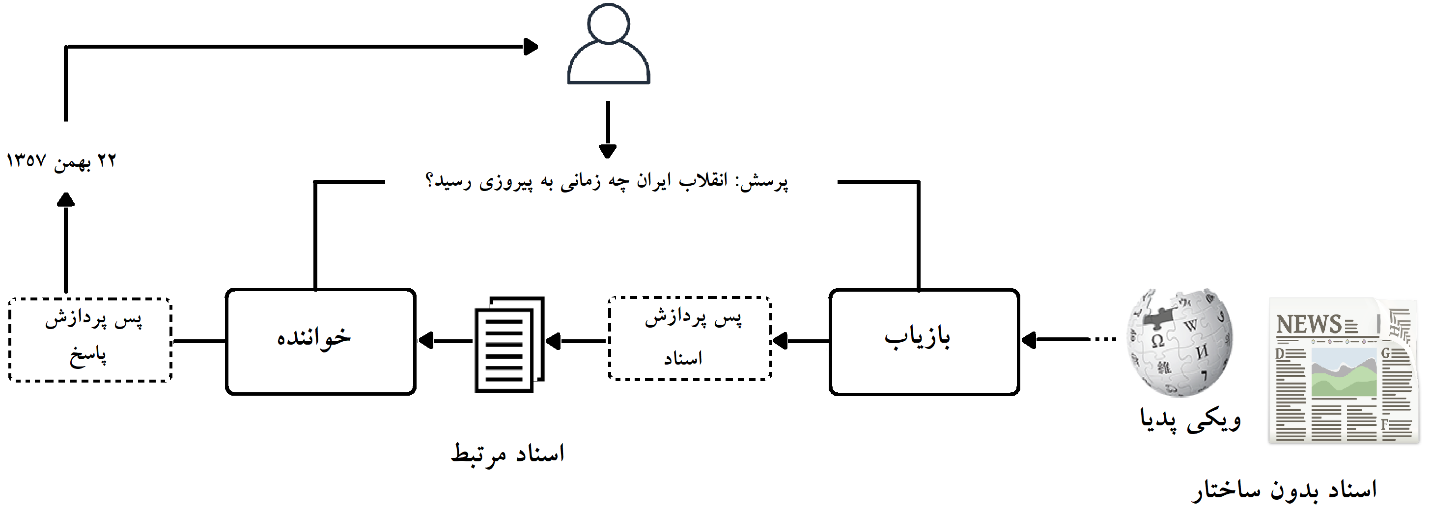 ۲۲ بهمن ۱۳۵۷
پرسش: انقلاب ایران چه زمانی به پیروزی رسید؟
بازیاب
پس پردازش
اسناد
خواننده
پس پردازش
پاسخ
اسناد مرتبط
ویکی پدیا
NEWS
D
G
F
W
Ω
И
維
اسناد بدون ساختار